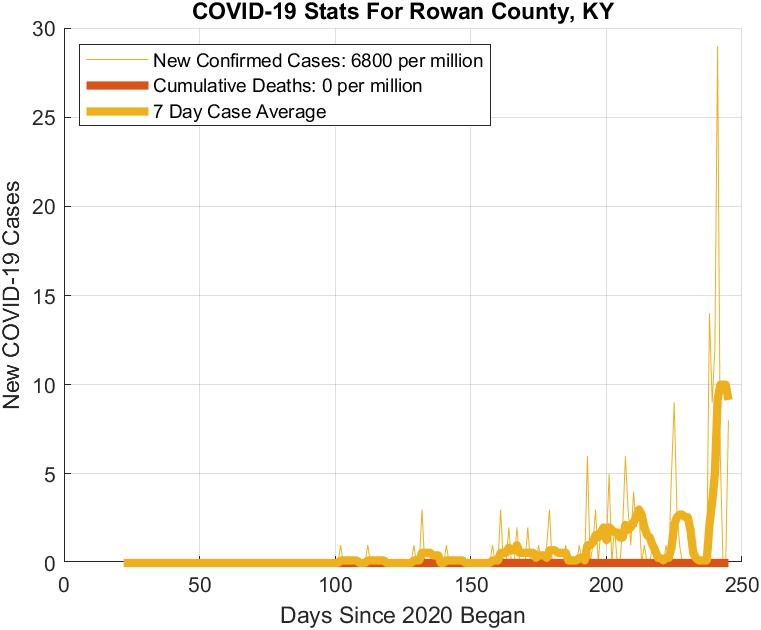 COVID-19 Stats For Rowan County, KY
New Confirmed Cases: 6800 per million
Cumulative Deaths: 0 per million
7 Day Case Average
New COVID-19 Cases
30
25
20
15
10
5
0
0 50 100 150 200 250
Days Since 2020 Began